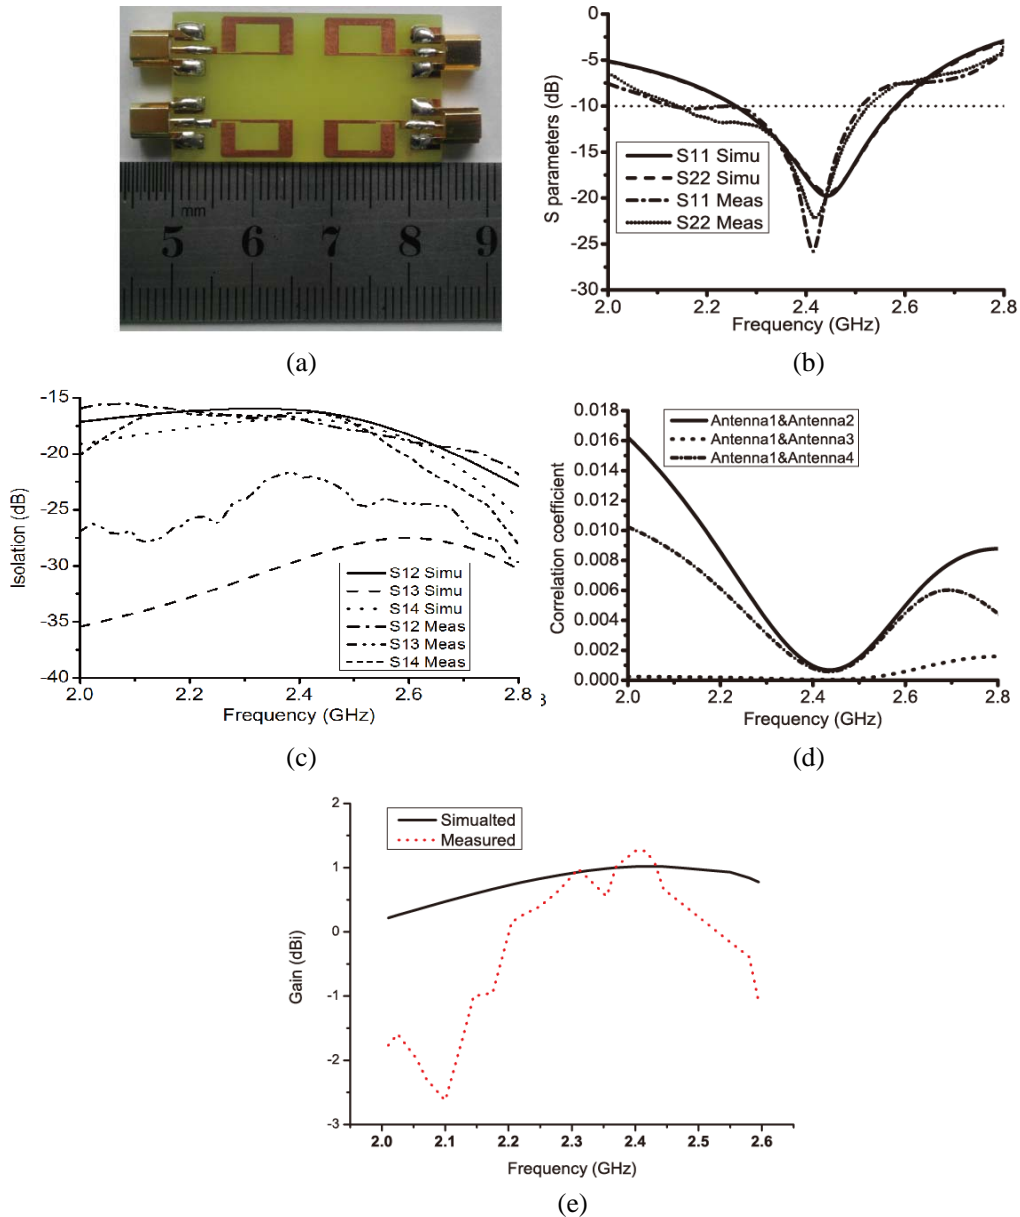 mm
5 6 7 8 9
(a)
0
-5
-10
-15
-20
-25
-30
S parameters (dB)
S11 Simu
S22 Simu
S11 Meas
S22 Meas
2.0 2.2 2.4 2.6 2.8
Frequency (GHz)
(b)
-15
-20
-25
-30
-35
-40
Isolation (dB)
S12 Simu
S13 Simu
S14 Simu
S12 Meas
S13 Meas
S14 Meas
2.0 2.2 2.4 2.6 2.8
Frequency (GHz)
(c)
0.018
0.016
0.014
0.012
0.010
0.008
0.006
0.004
0.002
0.000
Correlation coefficient
Antenna1&Antenna2
Antenna1&Antenna3
Antenna1&Antenna4
2.0 2.2 2.4 2.6 2.8
Frequency (GHz)
(d)
2
1
0
-1
-2
-3
Gain (dBi)
Simualted
Measured
2.0 2.1 2.2 2.3 2.4 2.5 2.6
Frequency (GHz)
(e)